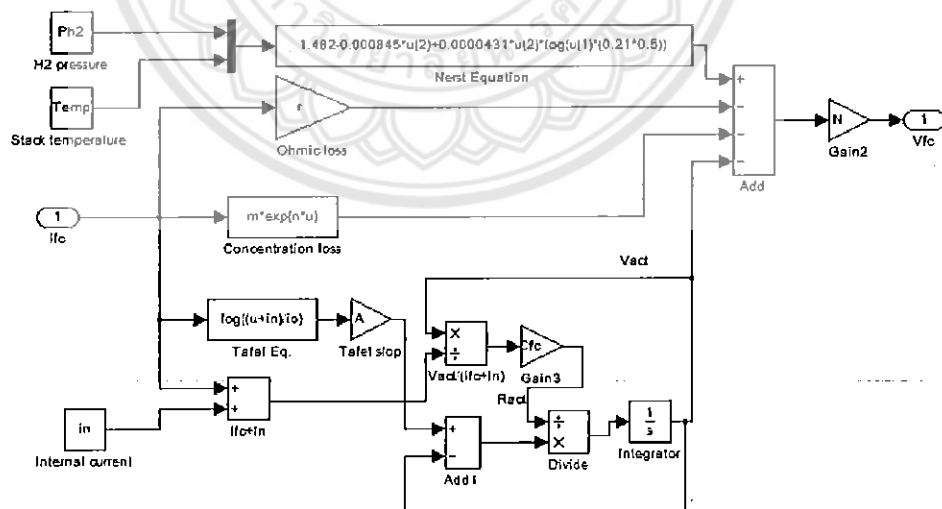 Ph2
H2 pressure
1.482-0.000845*u(2)+0.0000431*u(2)*(log(u(1)*(0.21^0.5))
Nerst Equation
Temp
Stack temperature
r
Ohmic loss
+
−
−
−
Add
N
Gain2
1
Vfc
1
Ifc
m*exp(n*u)
Concentration loss
Vact
log((u+in)/io)
Tafel Eq.
A
Tafel slop
×
÷
Vact/(ifc+in)
Cfc
Gain3
Ract
+
+
ifc+in
in
Internal current
+
−
Add1
÷
×
Divide
1
s
Integrator